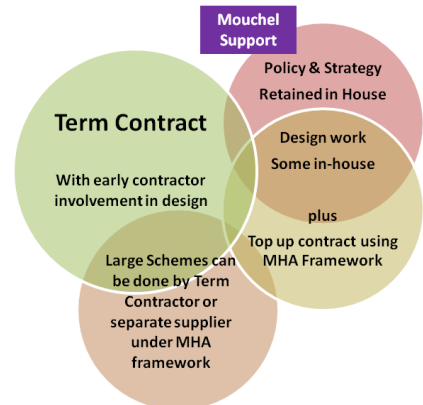 Mouchel
Support
Policy & Strategy
Retained in House
Term Contract
With early contractor
involvement in design
Design work
Some in-house
plus
Top up contract using
MHA Framework
Large Schemes can
be done by Term
Contractor or
separate supplier
under MHA
framework